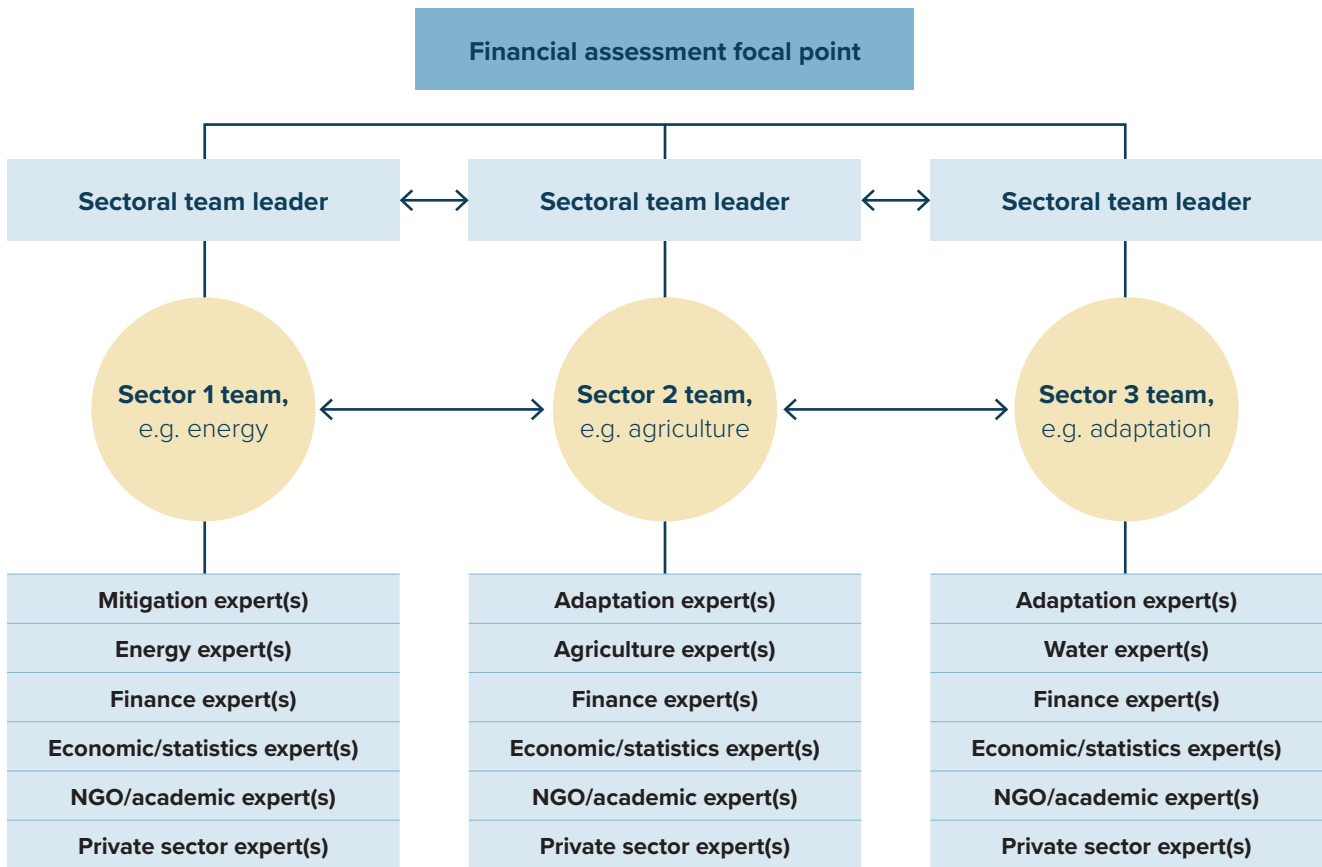 Financial assessment focal point
Sectoral team leader
Sectoral team leader
Sectoral team leader
Sector 1 team,
e.g. energy
Sector 2 team,
e.g. agriculture
Sector 3 team,
e.g. adaptation
Mitigation expert(s)
Energy expert(s)
Finance expert(s)
Economic/statistics expert(s)
NGO/academic expert(s)
Private sector expert(s)
Adaptation expert(s)
Agriculture expert(s)
Finance expert(s)
Economic/statistics expert(s)
NGO/academic expert(s)
Private sector expert(s)
Adaptation expert(s)
Water expert(s)
Finance expert(s)
Economic/statistics expert(s)
NGO/academic expert(s)
Private sector expert(s)